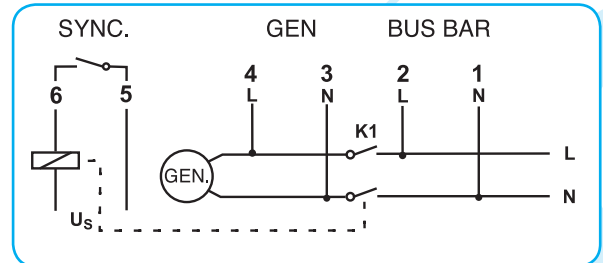 SYNC. GEN BUS BAR
4 3 2 1
6 5 L N L N
K1
L
GEN.
N
Us